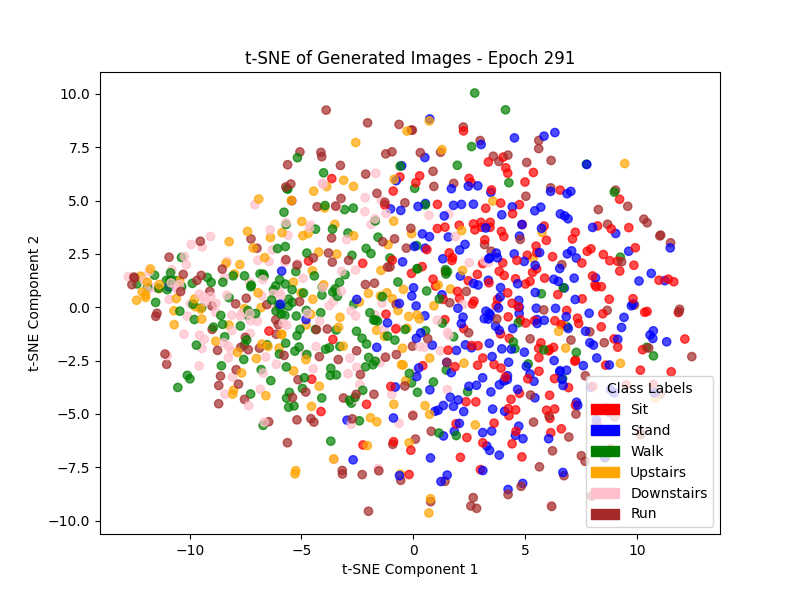 t-SNE of Generated Images - Epoch 291
10.0
7.5
5.0
2.5
0.0
−2.5
−5.0
−7.5
−10.0
t-SNE Component 2
−10
−5
0
5
10
t-SNE Component 1
Class Labels
Sit
Stand
Walk
Upstairs
Downstairs
Run